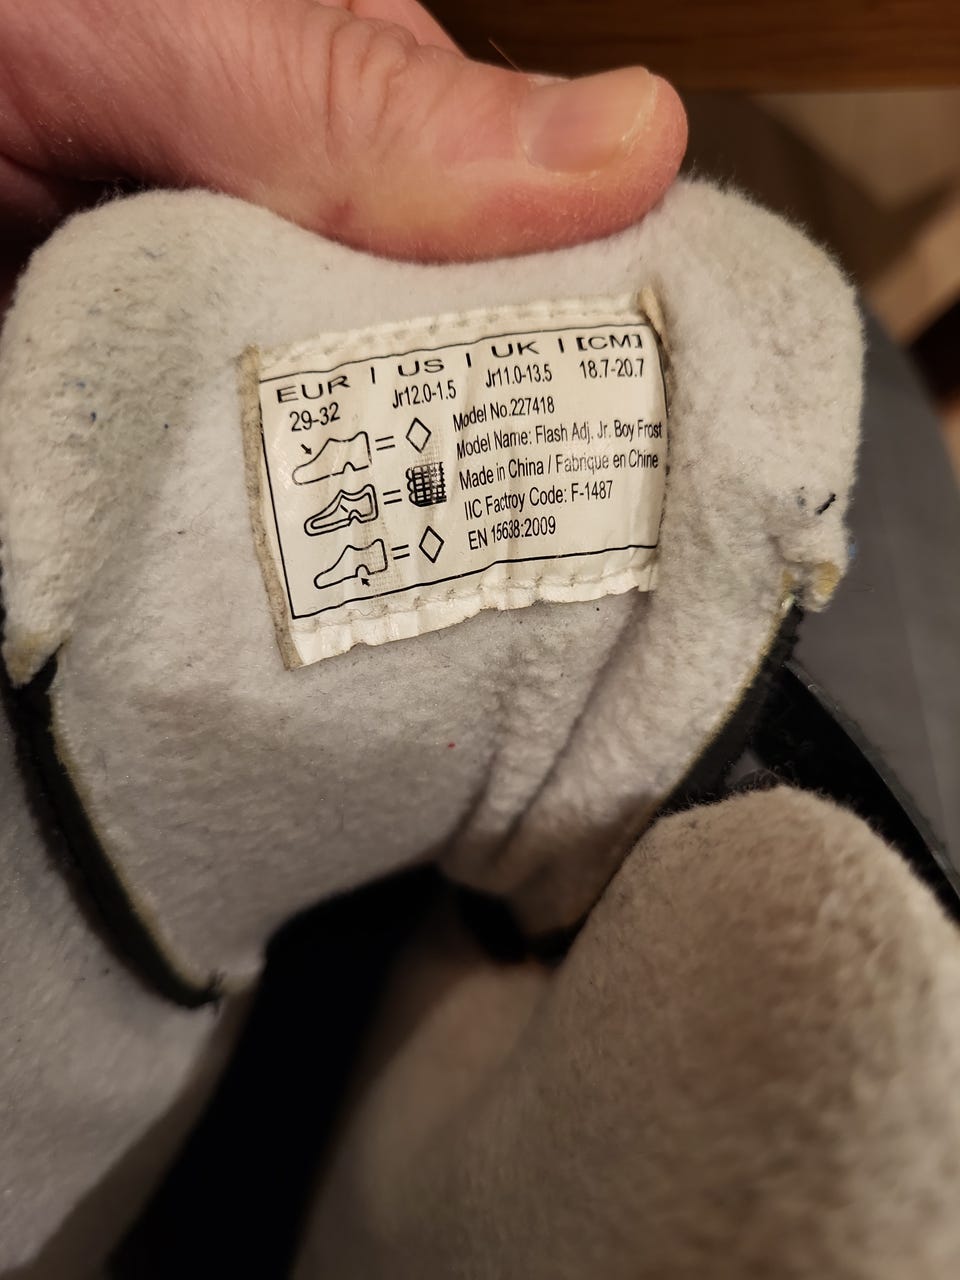 EUR | US | UK | [CM]
29-32 Jr12.0-1.5 Jr11.0-13.5 18.7-20.7
Model No.227418
Model Name: Flash Adj. Jr. Boy Frost
Made in China / Fabrique en Chine
IIC Factroy Code: F-1487
EN 15638:2009